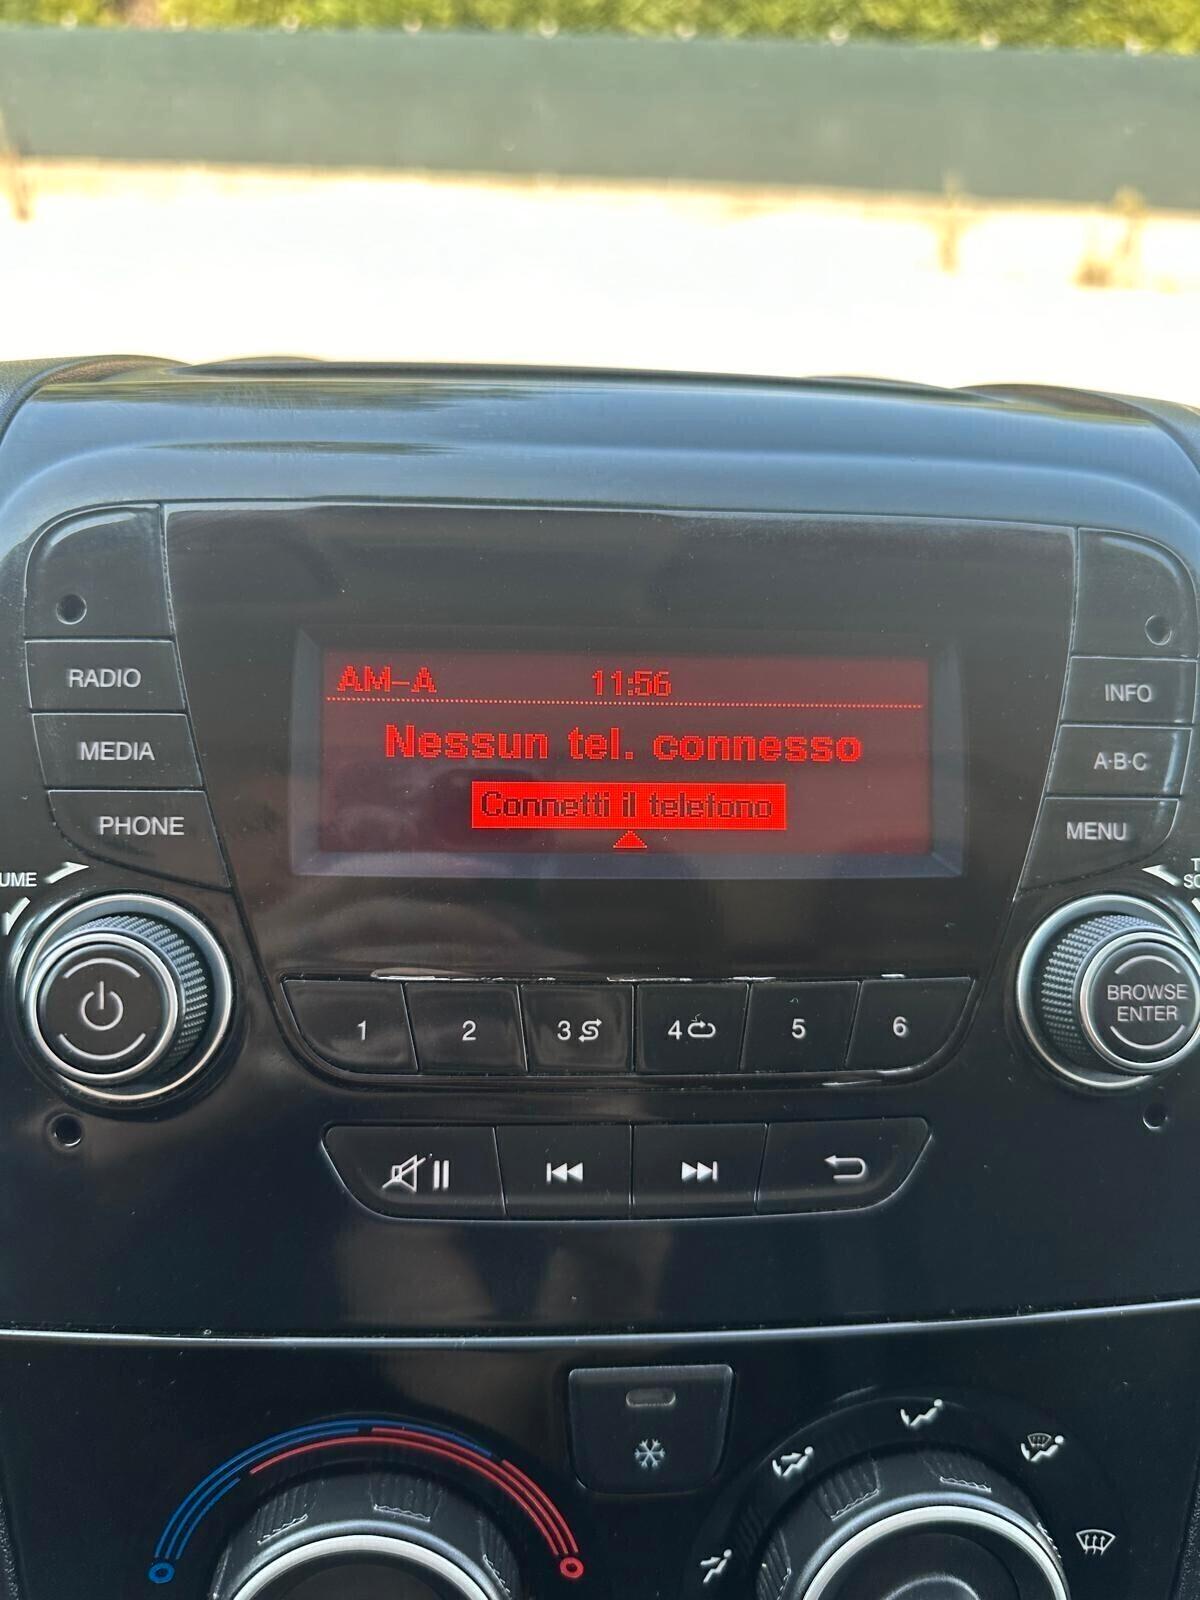 AM-A 11:56
Nessun tel. connesso
Connetti il telefono
RADIO
MEDIA
PHONE
INFO
A·B·C
MENU
UME
BROWSE
ENTER
1 2 3 4 5 6